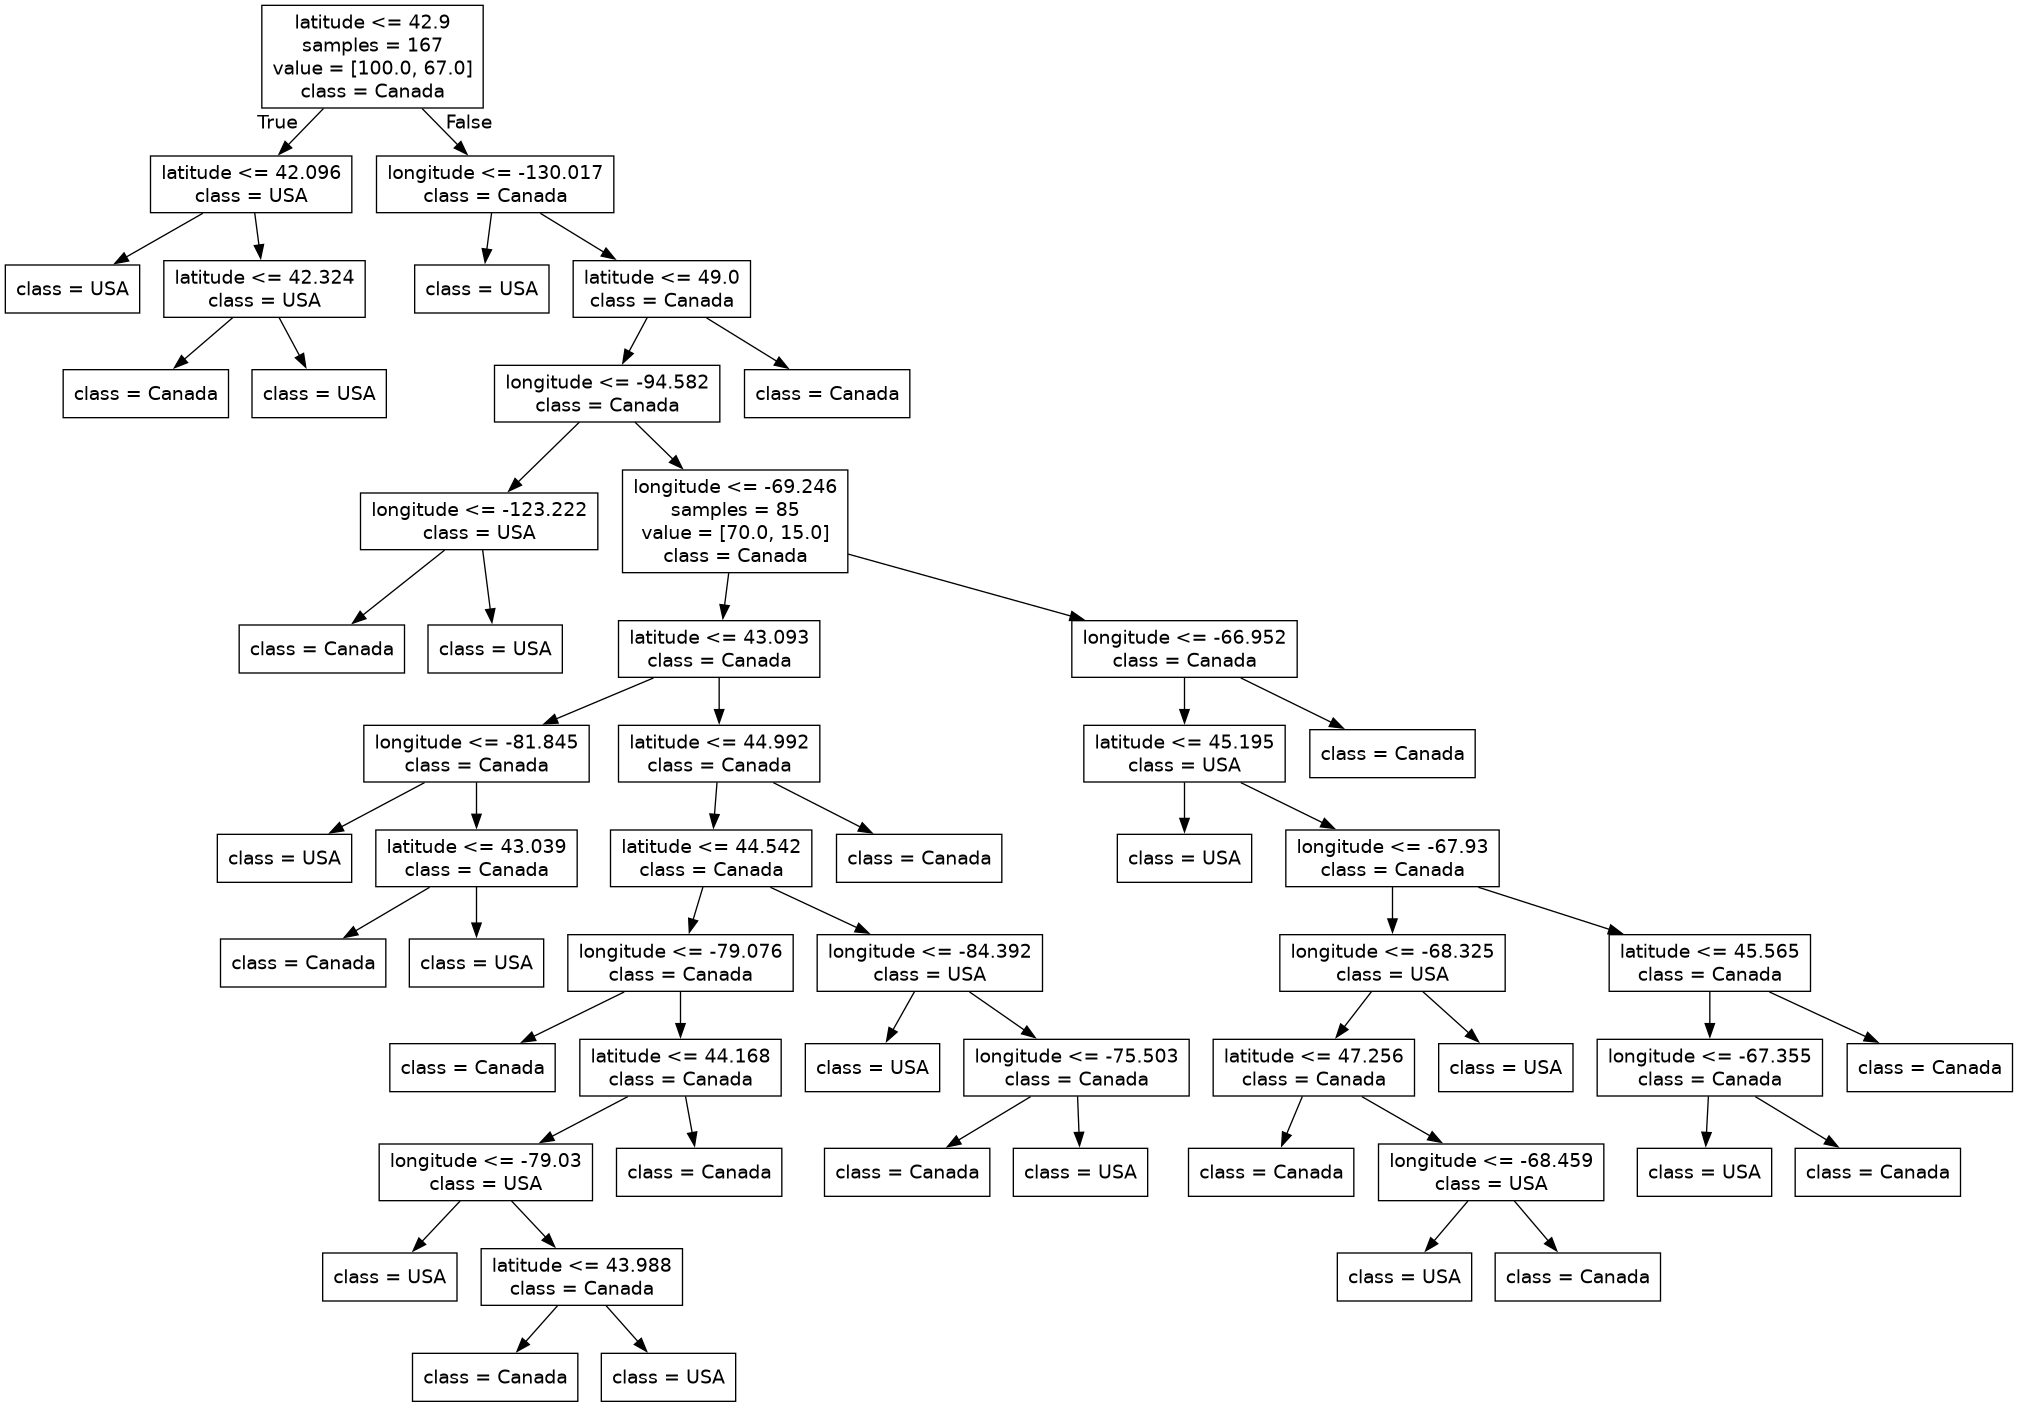 latitude <= 42.9
samples = 167
value = [100.0, 67.0]
class = Canada
True
False
latitude <= 42.096
class = USA
longitude <= -130.017
class = Canada
class = USA
latitude <= 42.324
class = USA
class = USA
latitude <= 49.0
class = Canada
class = Canada
class = USA
longitude <= -94.582
class = Canada
class = Canada
longitude <= -123.222
class = USA
longitude <= -69.246
samples = 85
value = [70.0, 15.0]
class = Canada
class = Canada
class = USA
latitude <= 43.093
class = Canada
longitude <= -66.952
class = Canada
longitude <= -81.845
class = Canada
latitude <= 44.992
class = Canada
latitude <= 45.195
class = USA
class = Canada
class = USA
latitude <= 43.039
class = Canada
latitude <= 44.542
class = Canada
class = Canada
class = USA
longitude <= -67.93
class = Canada
class = Canada
class = USA
longitude <= -79.076
class = Canada
longitude <= -84.392
class = USA
longitude <= -68.325
class = USA
latitude <= 45.565
class = Canada
class = Canada
latitude <= 44.168
class = Canada
class = USA
longitude <= -75.503
class = Canada
latitude <= 47.256
class = Canada
class = USA
longitude <= -67.355
class = Canada
class = Canada
longitude <= -79.03
class = USA
class = Canada
class = Canada
class = USA
class = Canada
longitude <= -68.459
class = USA
class = USA
class = Canada
class = USA
latitude <= 43.988
class = Canada
class = USA
class = Canada
class = Canada
class = USA